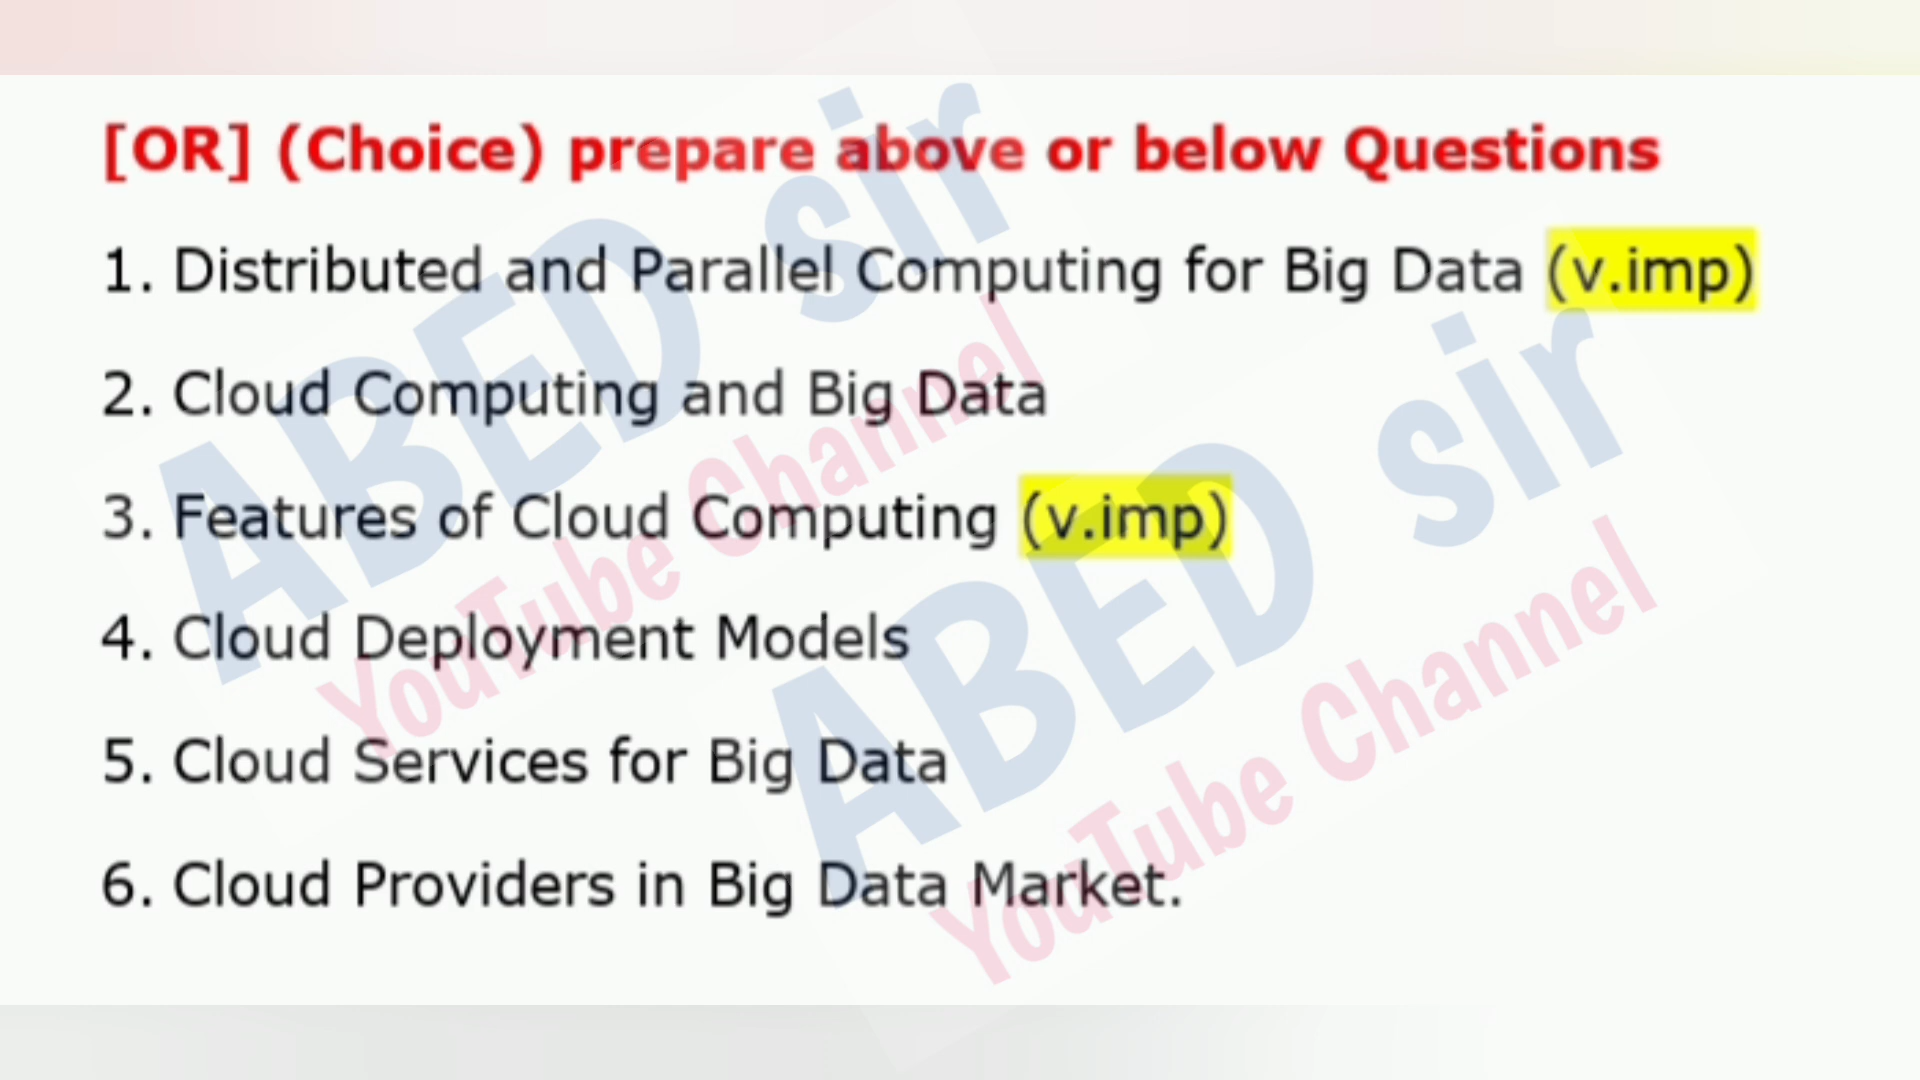 [OR] (Choice) prepare above or below Questions
1. Distributed and Parallel Computing for Big Data (v.imp)
2. Cloud Computing and Big Data
3. Features of Cloud Computing (v.imp)
4. Cloud Deployment Models
5. Cloud Services for Big Data
6. Cloud Providers in Big Data Market.
ABED sir
YouTube Channel
ABED sir
YouTube Channel